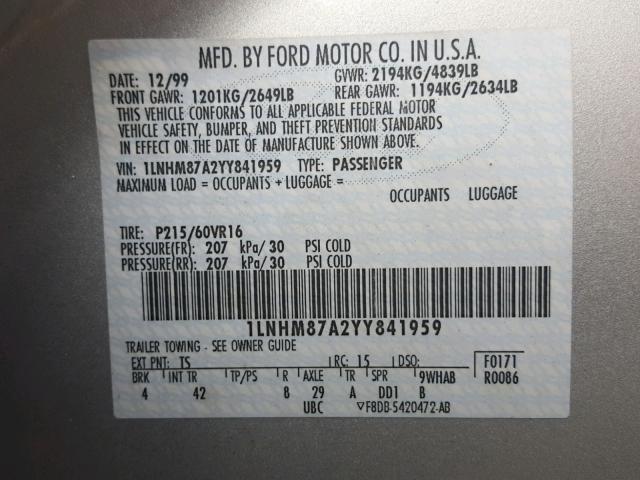 MFD. BY FORD MOTOR CO. IN U.S.A.
DATE: 12/99 GVWR: 2194KG/4839LB
FRONT GAWR: 1201KG/2649LB REAR GAWR: 1194KG/2634LB
THIS VEHICLE CONFORMS TO ALL APPLICABLE FEDERAL MOTOR
VEHICLE SAFETY, BUMPER, AND THEFT PREVENTION STANDARDS
IN EFFECT ON THE DATE OF MANUFACTURE SHOWN ABOVE.
VIN: 1LNHM87A2YY841959 TYPE: PASSENGER
MAXIMUM LOAD = OCCUPANTS + LUGGAGE =
OCCUPANTS LUGGAGE
TIRE: P215/60VR16
PRESSURE(FR): 207 kPa/30 PSI COLD
PRESSURE(RR): 207 kPa/30 PSI COLD
1LNHM87A2YY841959
TRAILER TOWING - SEE OWNER GUIDE
EXT PNT: TS RC: 15 DSO: F0171
BRK INT TR TP/PS R AXLE TR SPR 9WHAB R0086
4 42 8 29 A DD1 B
UBC ▽F8DB-5420472-AB